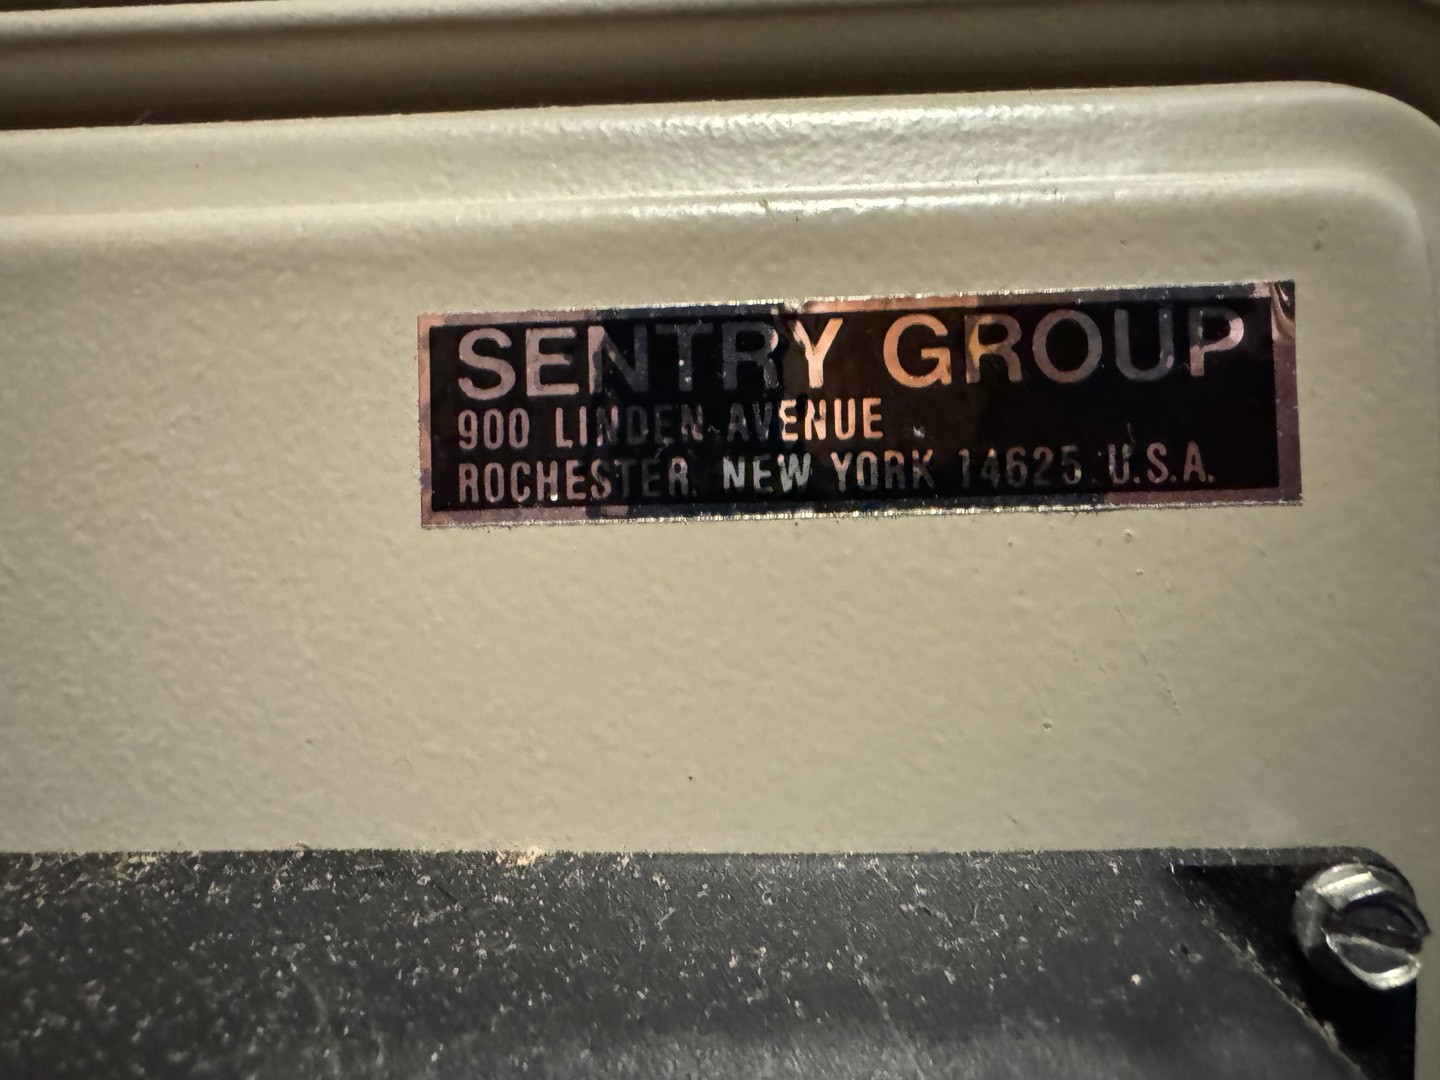 SENTRY GROUP
900 LINDEN AVENUE
ROCHESTER, NEW YORK 14625 U.S.A.